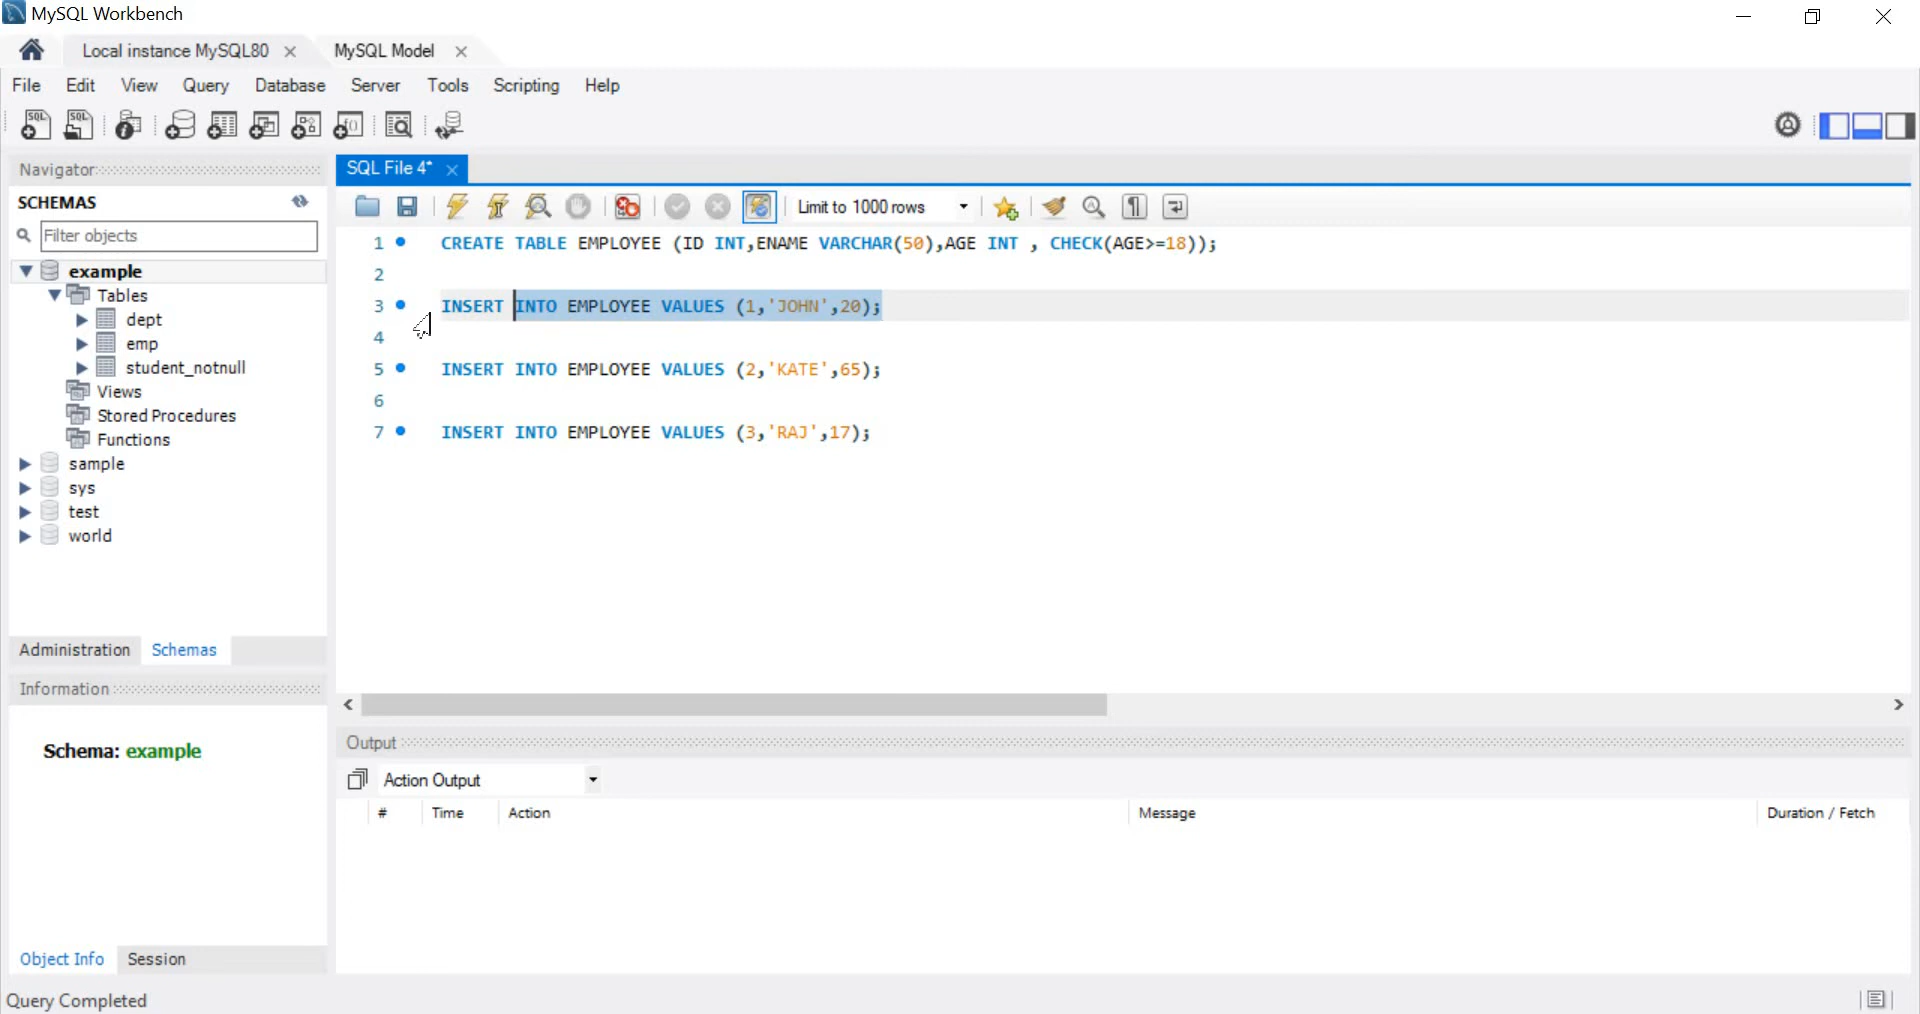 MySQL Workbench
Local instance MySQL80
MySQL Model
File Edit View Query Database Server Tools Scripting Help
Navigator
SCHEMAS
Filter objects
example
Tables
dept
emp
student_notnull
Views
Stored Procedures
Functions
sample
sys
test
world
Administration Schemas
Information
Schema: example
Object Info Session
SQL File 4*
Limit to 1000 rows
1 CREATE TABLE EMPLOYEE (ID INT,ENAME VARCHAR(50),AGE INT , CHECK(AGE>=18));
2
3 INSERT INTO EMPLOYEE VALUES (1,'JOHN',20);
4
5 INSERT INTO EMPLOYEE VALUES (2,'KATE',65);
6
7 INSERT INTO EMPLOYEE VALUES (3,'RAJ',17);
Output
Action Output
# Time Action Message Duration / Fetch
Query Completed